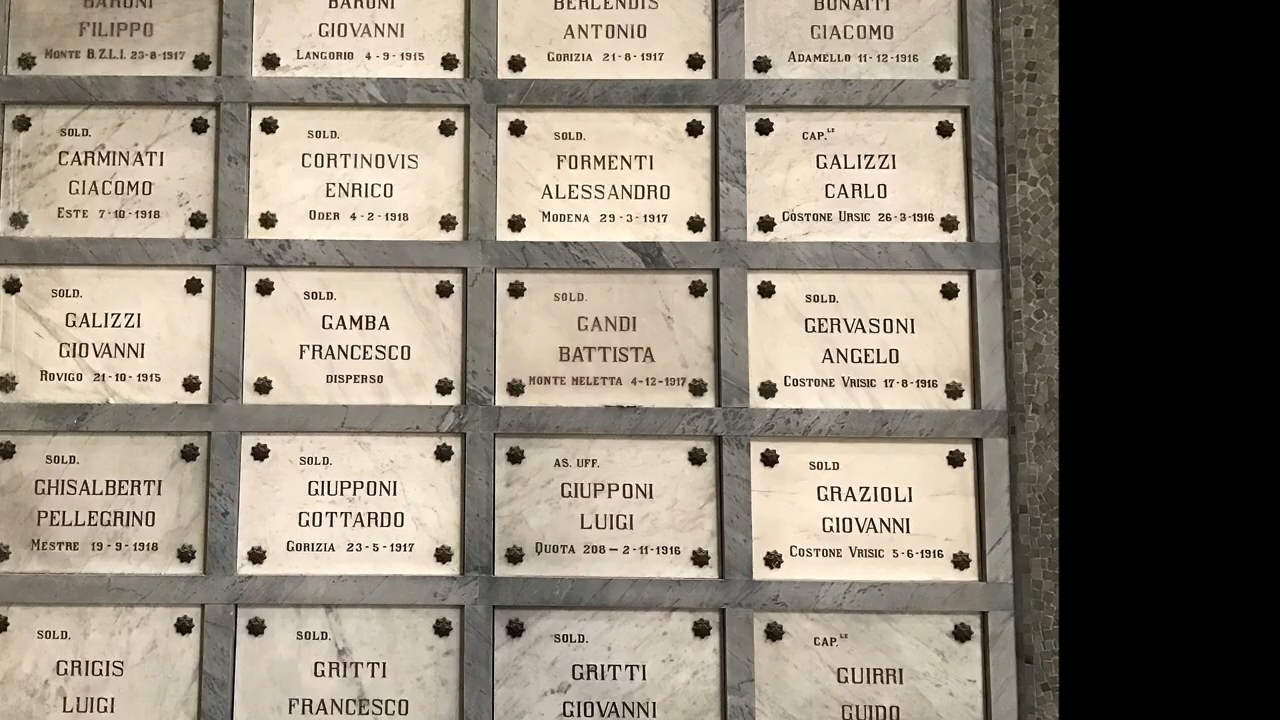 BARONI
FILIPPO
MONTE B.Z.L.I. 23-8-1917
BARONI
GIOVANNI
LANGORIO 4-9-1915
BERLENDIS
ANTONIO
GORIZIA 21-8-1917
BONAITI
GIACOMO
ADAMELLO 11-12-1916
SOLD.
CARMINATI
GIACOMO
ESTE 7-10-1918
SOLD.
CORTINOVIS
ENRICO
ODER 4-2-1918
SOLD.
FORMENTI
ALESSANDRO
MODENA 29-3-1917
CAP.LE
GALIZZI
CARLO
COSTONE URSIC 26-3-1916
SOLD.
GALIZZI
GIOVANNI
ROVIGO 21-10-1915
SOLD.
GAMBA
FRANCESCO
DISPERSO
SOLD.
GANDI
BATTISTA
MONTE MELETTA 4-12-1917
SOLD.
GERVASONI
ANGELO
COSTONE VRISIC 17-8-1916
SOLD.
GHISALBERTI
PELLEGRINO
MESTRE 19-9-1918
SOLD.
GIUPPONI
GOTTARDO
GORIZIA 23-5-1917
AS. UFF.
GIUPPONI
LUIGI
QUOTA 208 – 2-11-1916
SOLD
GRAZIOLI
GIOVANNI
COSTONE VRISIC 5-6-1916
SOLD.
GRIGIS
LUIGI
SOLD.
GRITTI
FRANCESCO
SOLD.
GRITTI
GIOVANNI
CAP.LE
GUIRRI
GUIDO